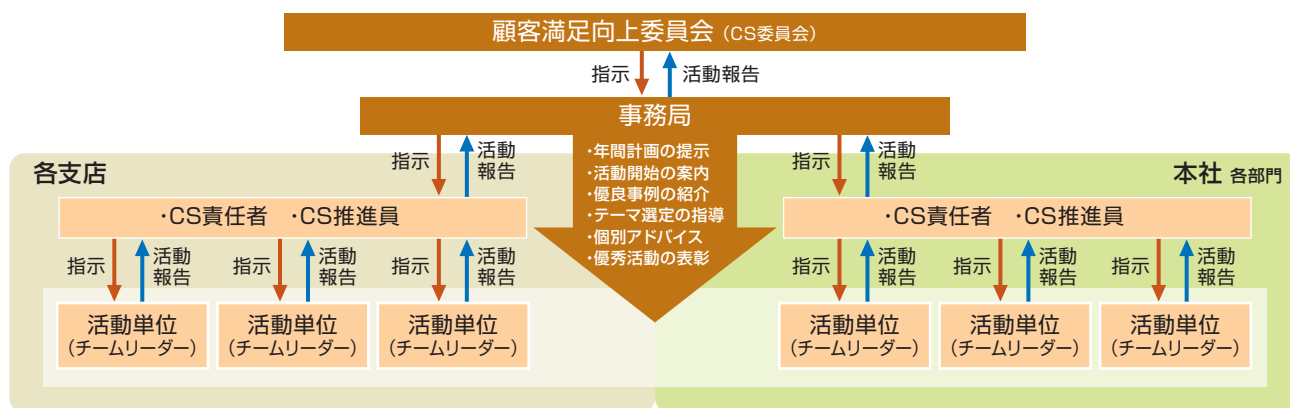 顧客満足向上委員会（CS委員会）
指示
活動報告
事務局
・年間計画の提示
・活動開始の案内
・優良事例の紹介
・テーマ選定の指導
・個別アドバイス
・優秀活動の表彰
各支店
指示
活動
報告
・CS責任者 ・CS推進員
指示
活動
報告
指示
活動
報告
指示
活動
報告
活動単位
（チームリーダー）
活動単位
（チームリーダー）
活動単位
（チームリーダー）
本社 各部門
指示
活動
報告
・CS責任者 ・CS推進員
指示
活動
報告
指示
活動
報告
指示
活動
報告
活動単位
（チームリーダー）
活動単位
（チームリーダー）
活動単位
（チームリーダー）